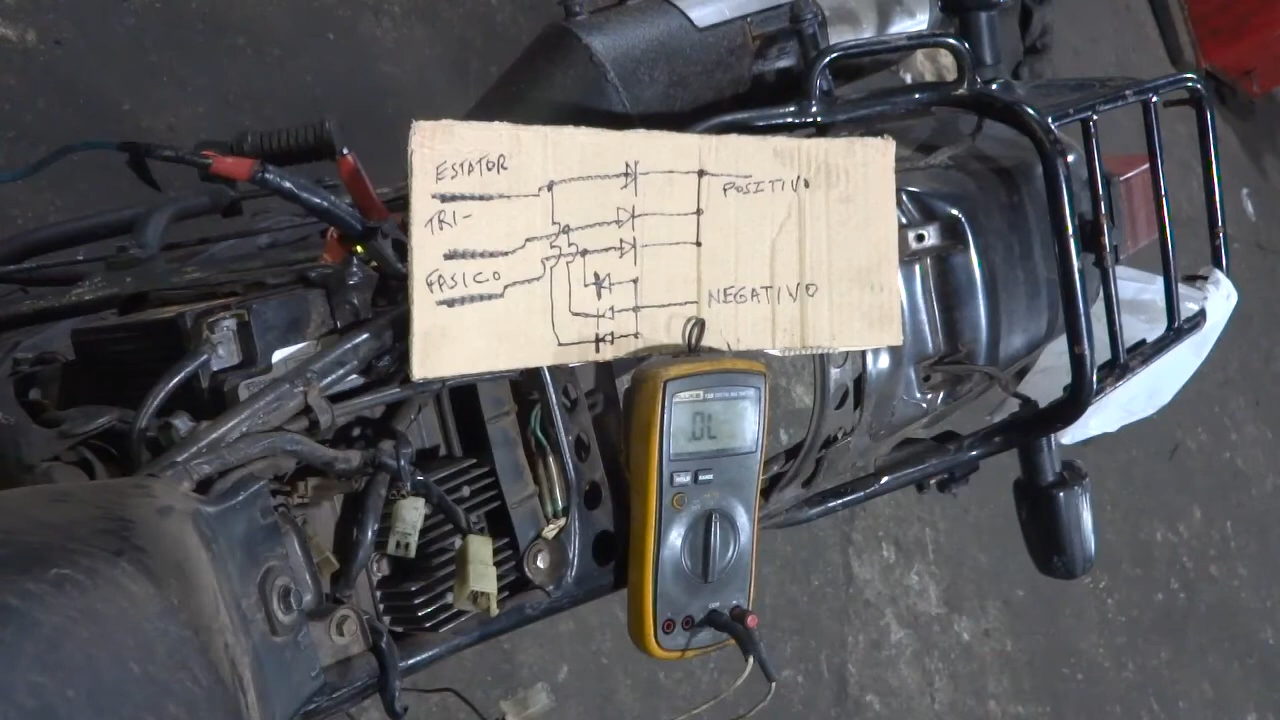 ESTATOR
TRI-
FASICO
POSITIVO
NEGATIVO
FLUKE
OL
HOLD
RANGE